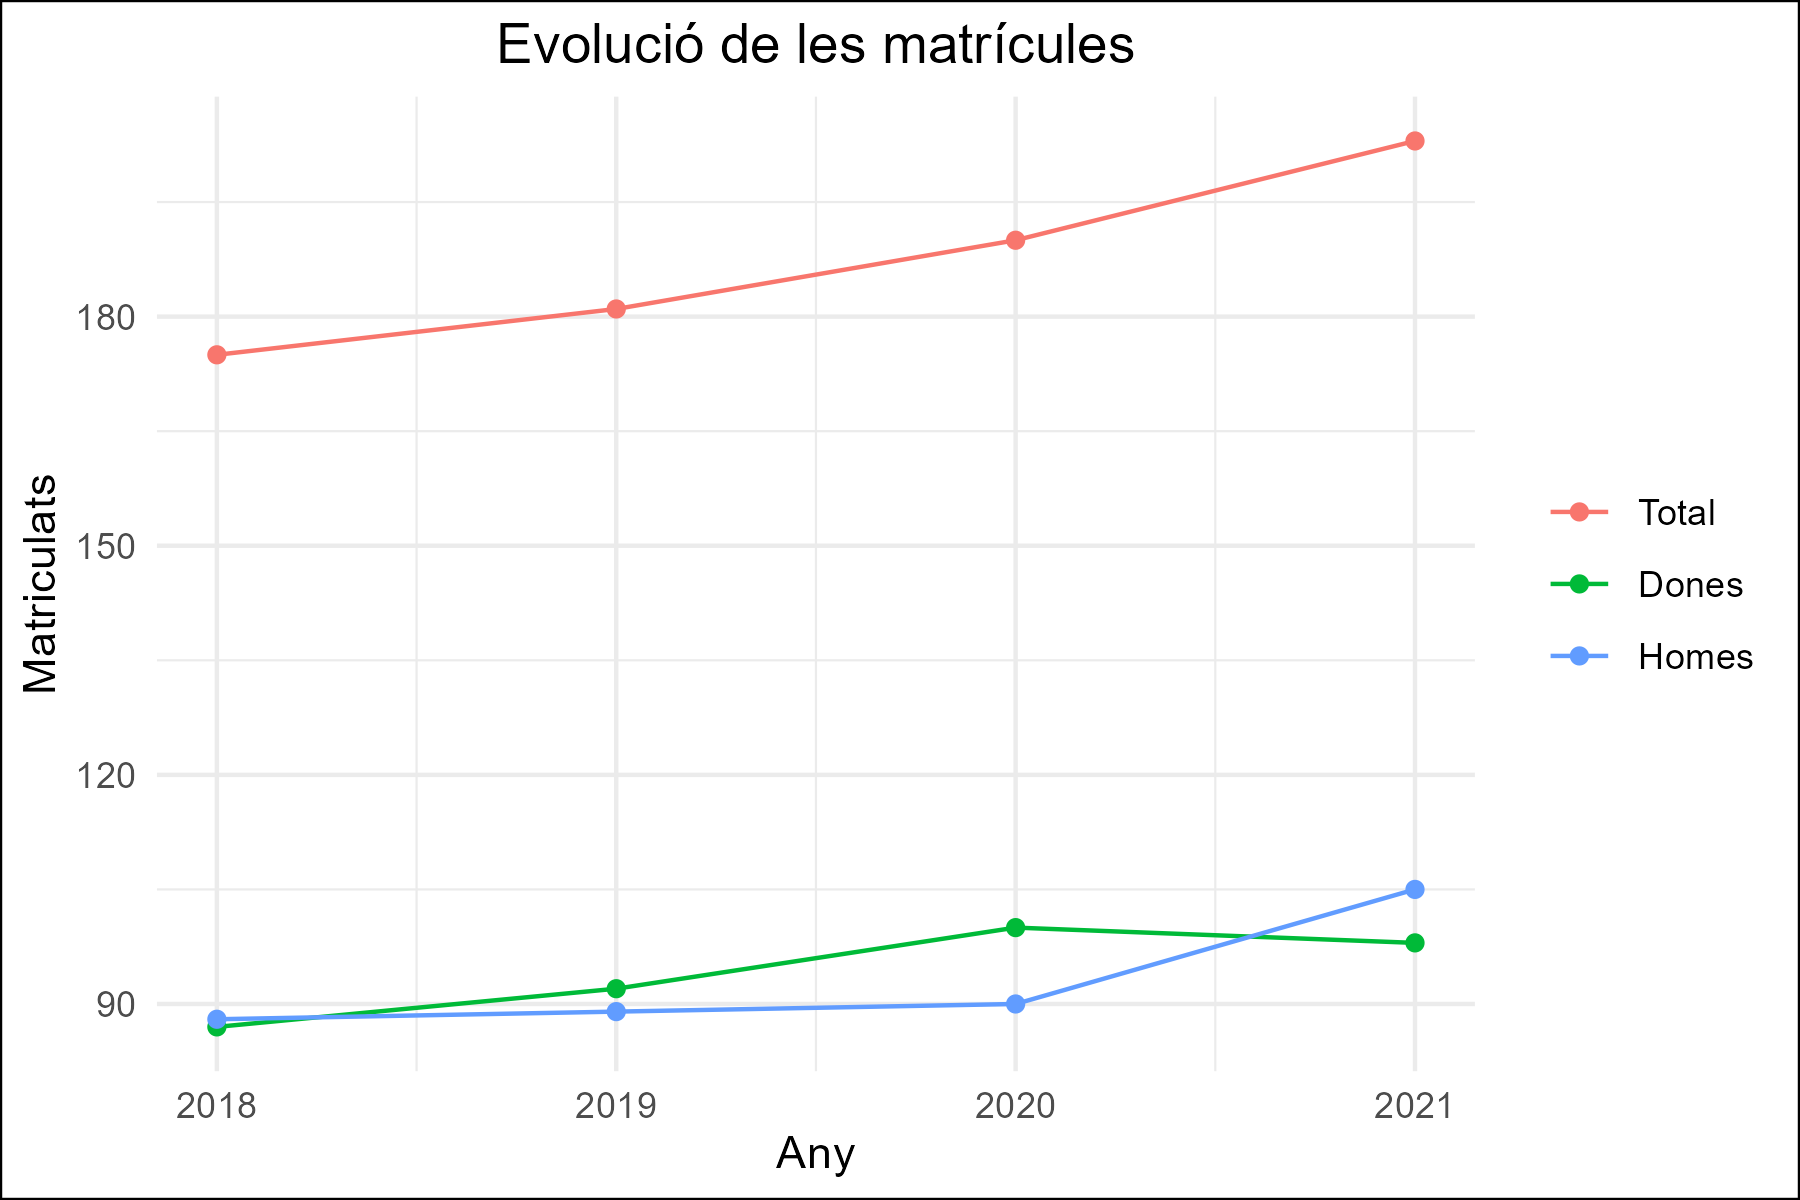 Evolució de les matrícules
180
150
120
90
Matriculats
2018 2019 2020 2021
Any
Total
Dones
Homes